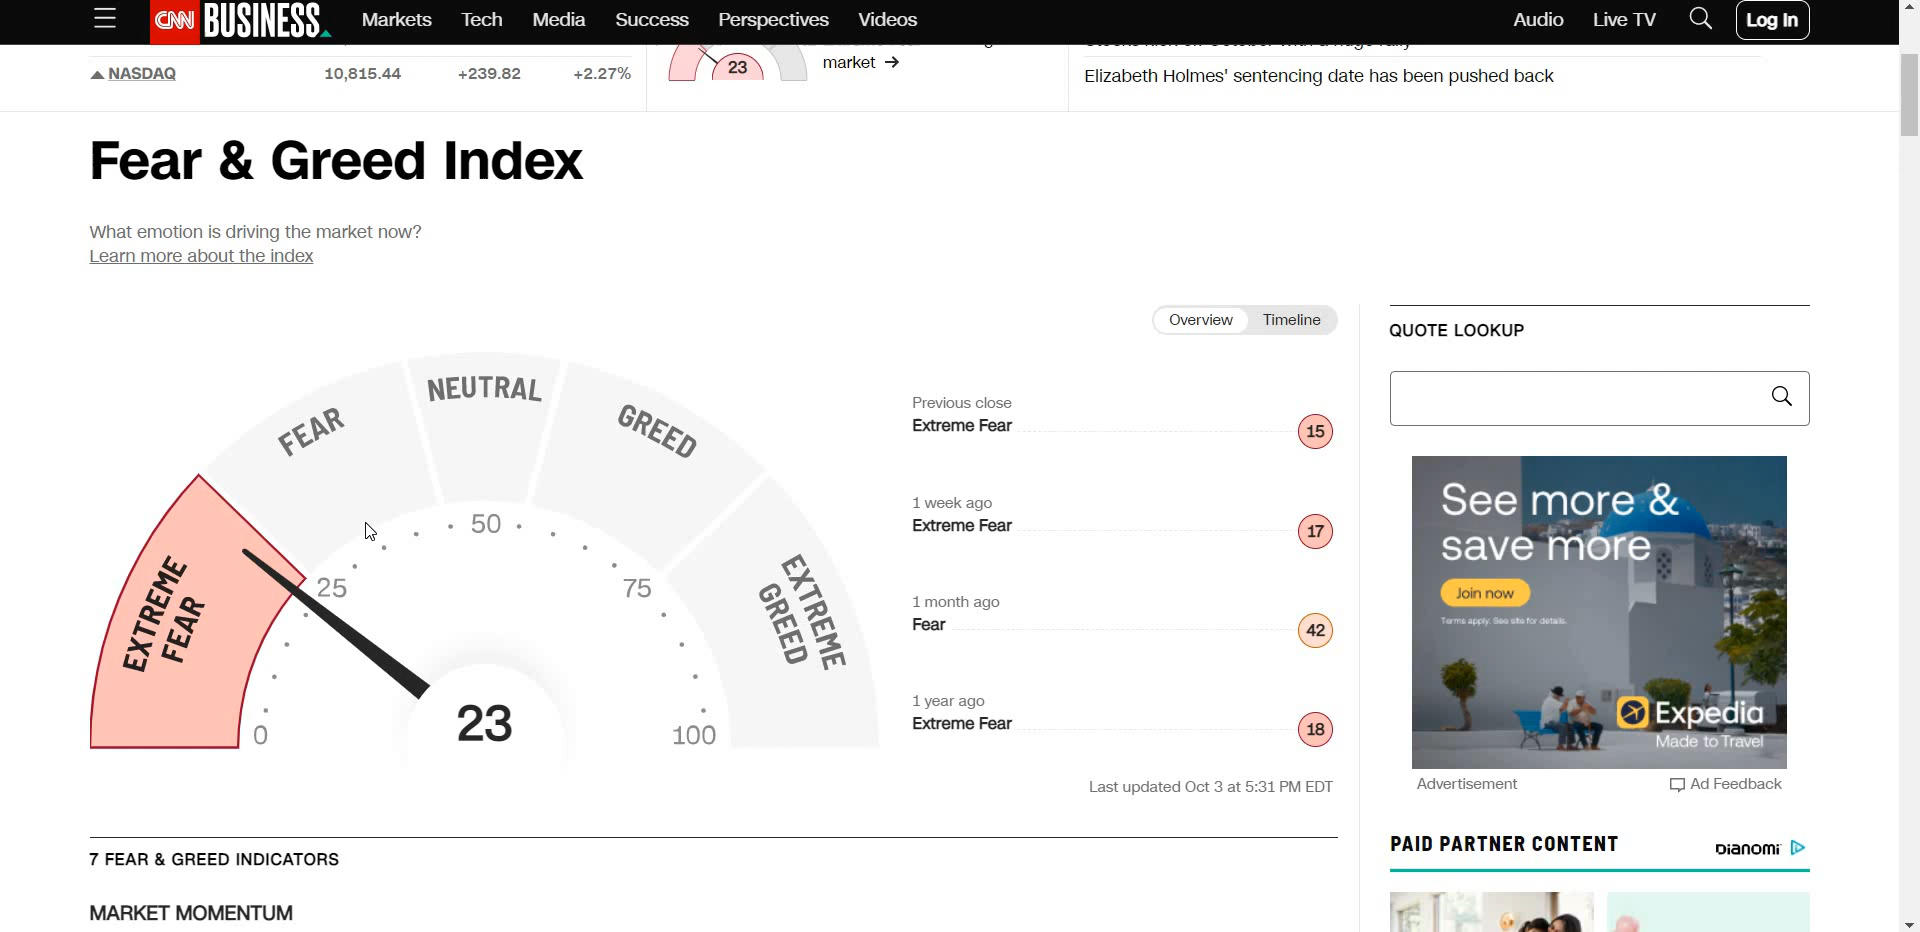 CNN BUSINESS
Markets Tech Media Success Perspectives Videos
Audio Live TV
Log In
NASDAQ 10,815.44 +239.82 +2.27%
23
market →
Elizabeth Holmes' sentencing date has been pushed back
Fear & Greed Index
What emotion is driving the market now?
Learn more about the index
Overview Timeline
EXTREME
FEAR
FEAR
NEUTRAL
GREED
EXTREME
GREED
0
25
50
75
100
23
Previous close
Extreme Fear
15
1 week ago
Extreme Fear
17
1 month ago
Fear
42
1 year ago
Extreme Fear
18
Last updated Oct 3 at 5:31 PM EDT
7 FEAR & GREED INDICATORS
MARKET MOMENTUM
QUOTE LOOKUP
See more &
save more
Join now
Terms apply. See site for details.
Expedia
Made to Travel
Advertisement
Ad Feedback
PAID PARTNER CONTENT
DIANOMI